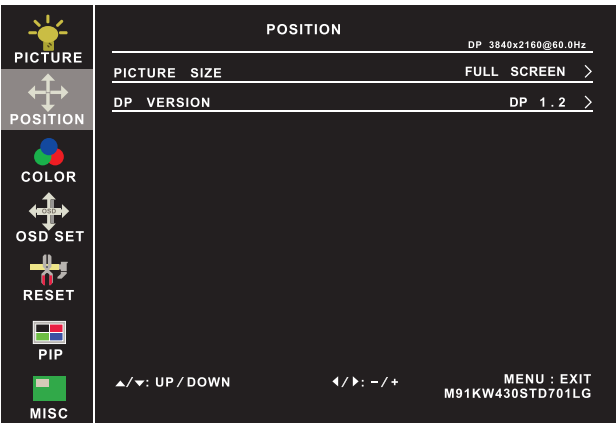 POSITION
DP 3840x2160@60.0Hz
PICTURE
PICTURE SIZE FULL SCREEN >
DP VERSION DP 1.2 >
POSITION
COLOR
OSD
OSD SET
RESET
PIP
▲/▼: UP/DOWN ◀/▶: -/+ MENU : EXIT
M91KW430STD701LG
MISC